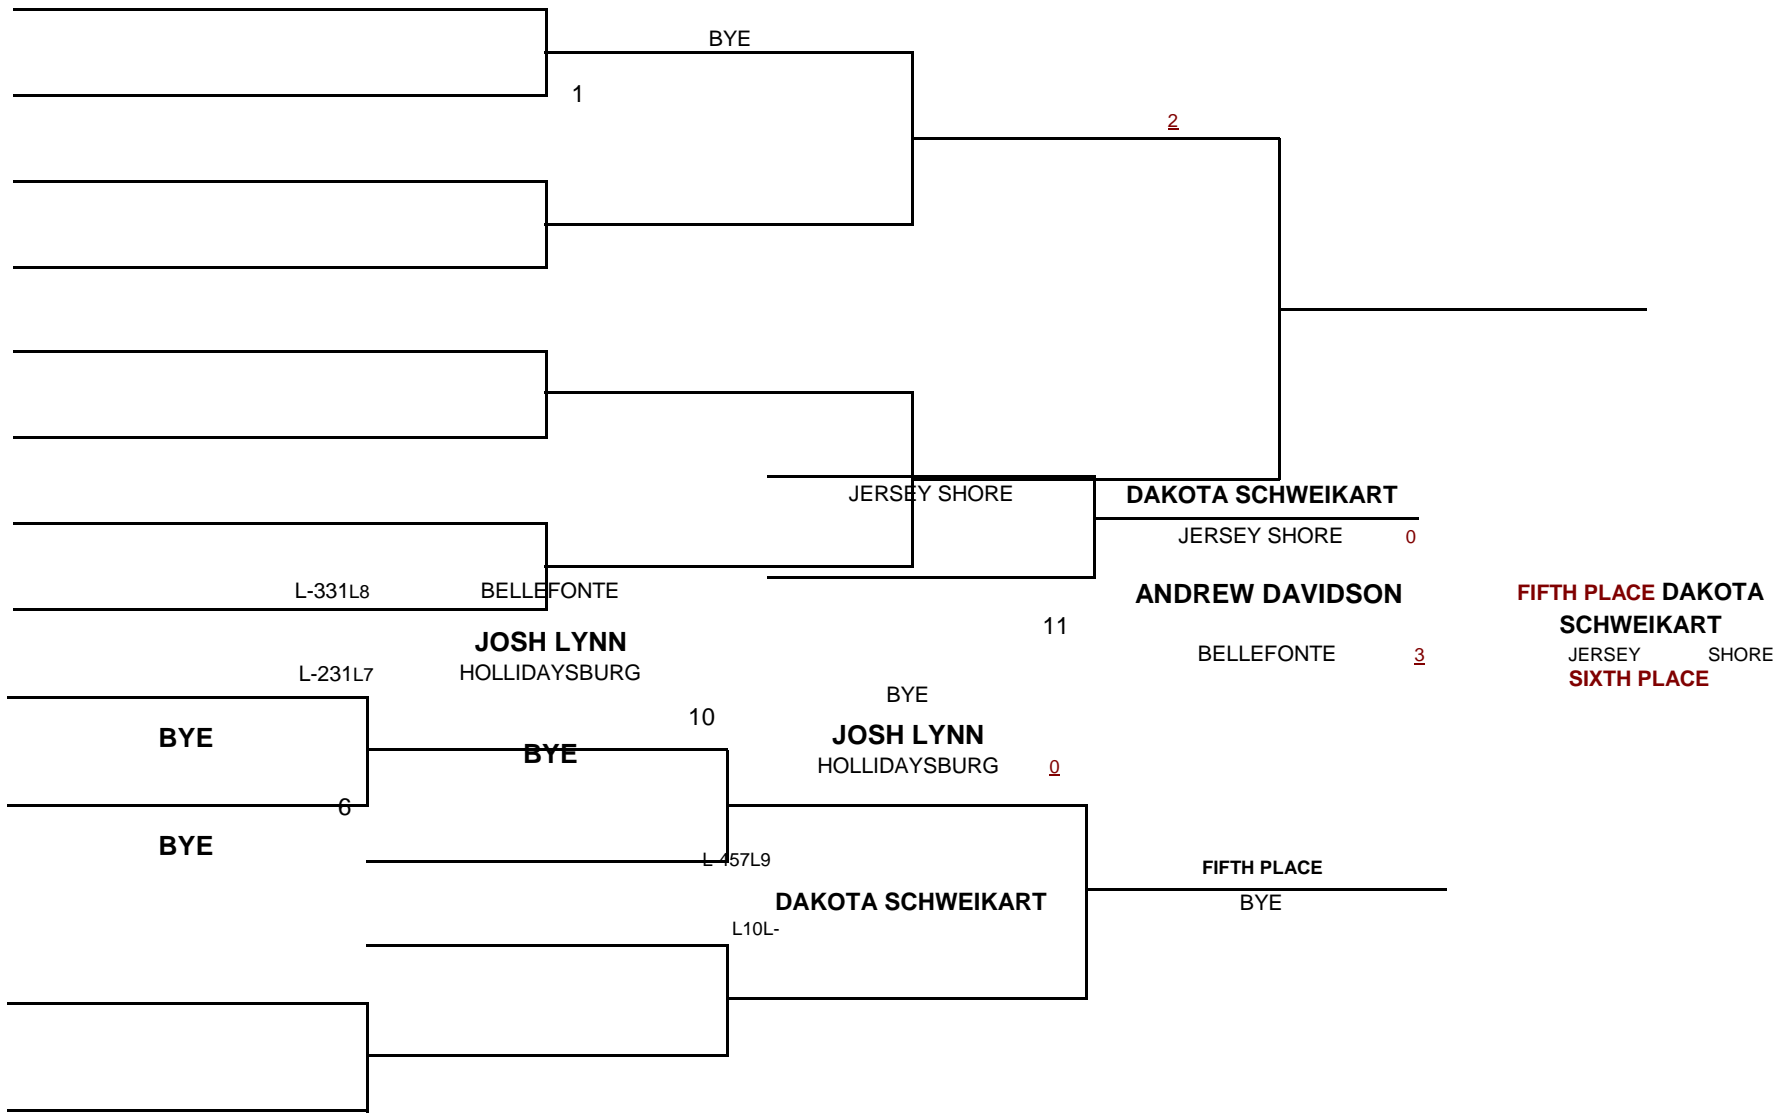 BYE
1
2
JERSEY SHORE
DAKOTA SCHWEIKART
JERSEY SHORE 0
L-331L8 BELLEFONTE
ANDREW DAVIDSON
FIFTH PLACE DAKOTA
SCHWEIKART
11
JOSH LYNN
BELLEFONTE 3
JERSEY SHORE
L-231L7 HOLLIDAYSBURG
SIXTH PLACE
BYE
10
BYE
BYE
JOSH LYNN
HOLLIDAYSBURG 0
6
BYE
L-457L9
FIFTH PLACE
DAKOTA SCHWEIKART
BYE
L10L-